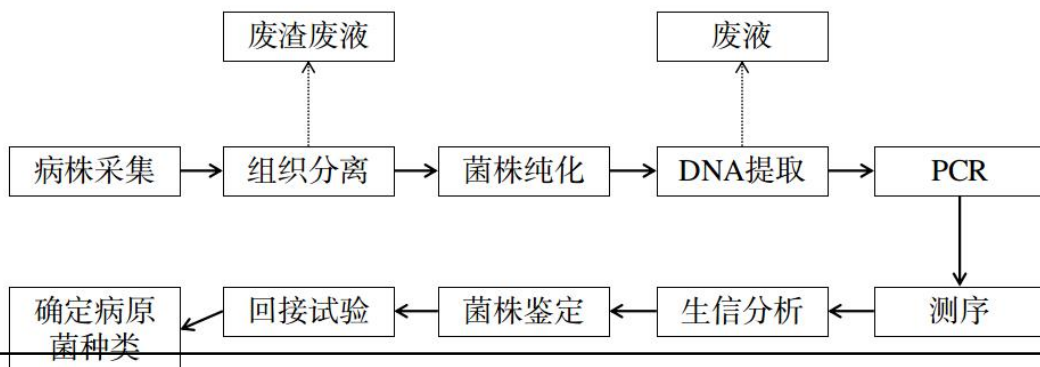 废渣废液
废液
病株采集
组织分离
菌株纯化
DNA提取
PCR
确定病原
菌种类
回接试验
菌株鉴定
生信分析
测序